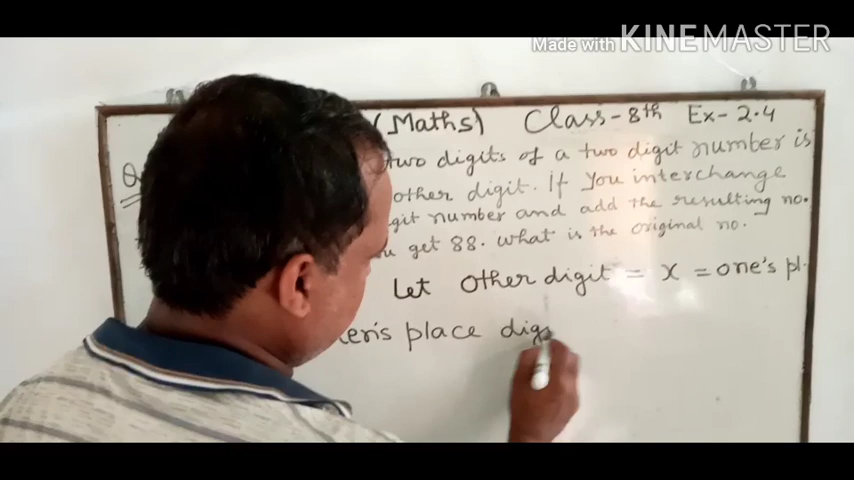 Made with KINEMASTER
(Maths) Class-8th Ex-2.4
two digits of a two digit number is
other digit. If you interchange
git number and add the resulting no.
u get 88. What is the original no.
Let Other digit = x = one's pl.
ten's place dig